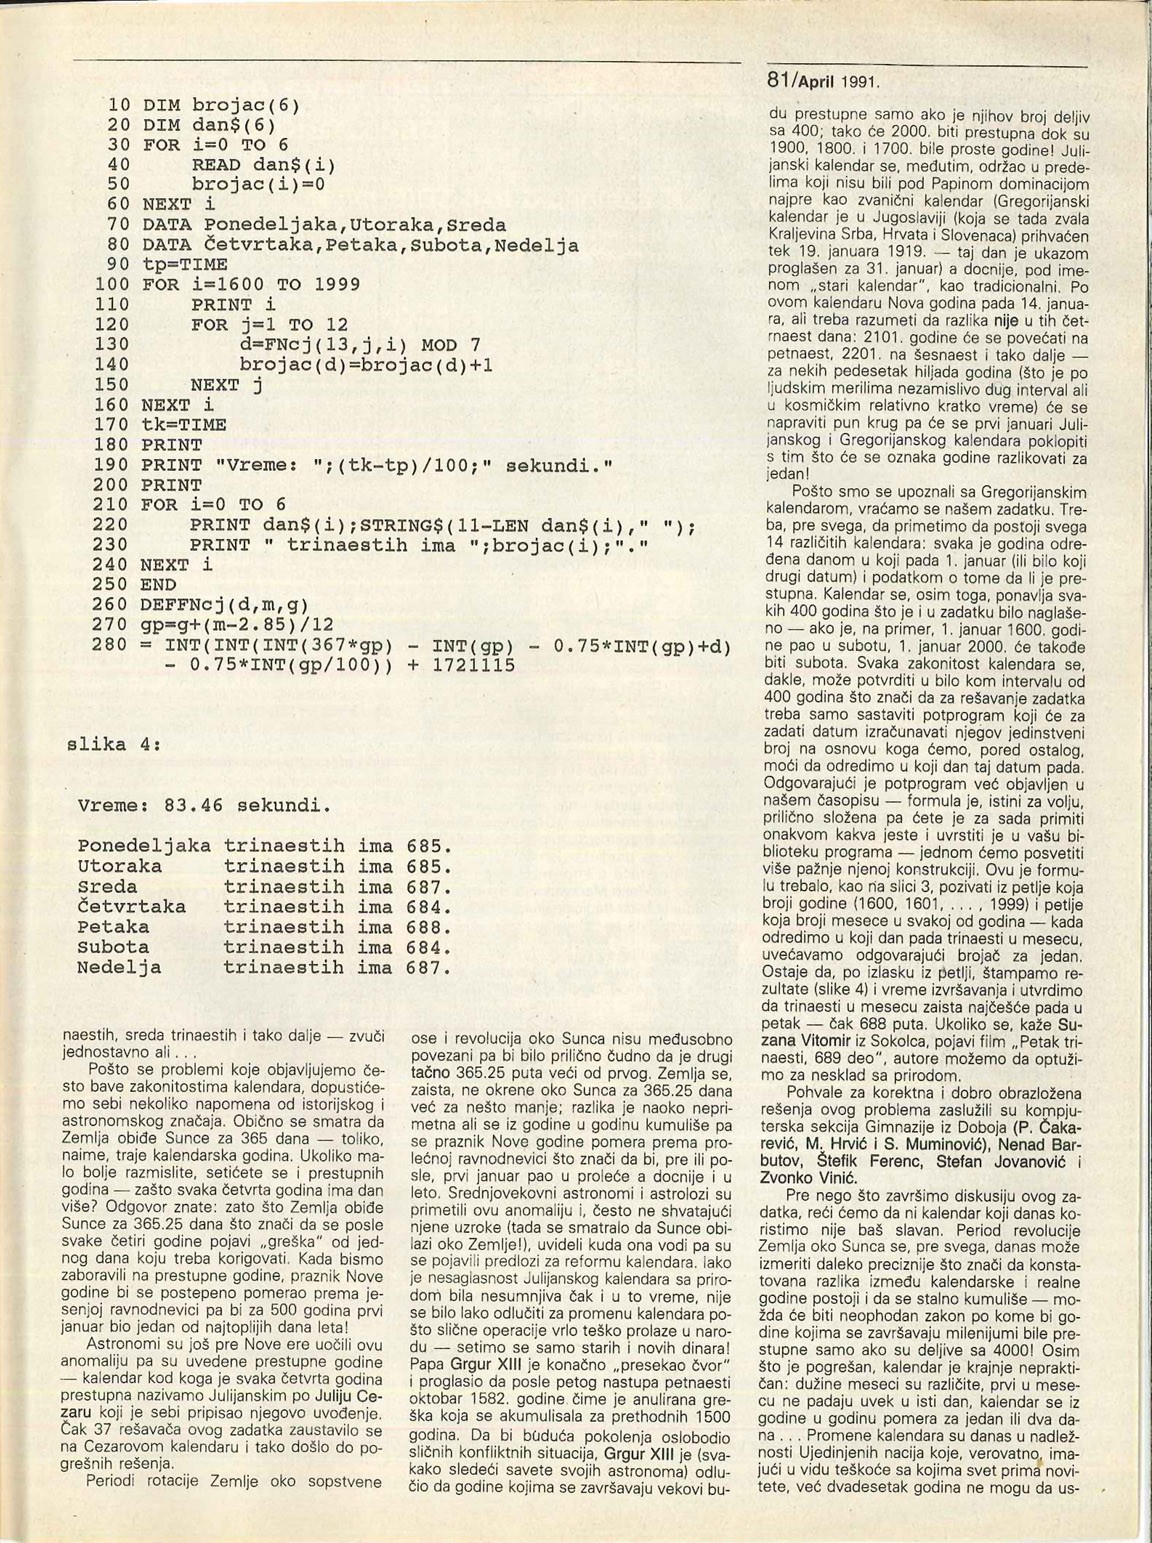 81/April 1991.
10 DIM brojac(6)
20 DIM dan$(6)
30 FOR i=0 TO 6
40 READ dan$(i)
50 brojac(i)=0
60 NEXT i
70 DATA Ponedeljaka,Utoraka,Sreda
80 DATA Četvrtaka,Petaka,Subota,Nedelja
90 tp=TIME
100 FOR i=1600 TO 1999
110 PRINT i
120 FOR j=1 TO 12
130 d=FNcj(13,j,i) MOD 7
140 brojac(d)=brojac(d)+1
150 NEXT j
160 NEXT i
170 tk=TIME
180 PRINT
190 PRINT "Vreme: ";(tk-tp)/100;" sekundi."
200 PRINT
210 FOR i=0 TO 6
220 PRINT dan$(i);STRING$(11-LEN dan$(i)," ");
230 PRINT " trinaestih ima ";brojac(i);"."
240 NEXT i
250 END
260 DEFFNcj(d,m,g)
270 gp=g+(m-2.85)/12
280 = INT(INT(INT(367*gp) - INT(gp) - 0.75*INT(gp)+d)
- 0.75*INT(gp/100)) + 1721115
slika 4:
Vreme: 83.46 sekundi.
Ponedeljaka trinaestih ima 685.
Utoraka trinaestih ima 685.
Sreda trinaestih ima 687.
Četvrtaka trinaestih ima 684.
Petaka trinaestih ima 688.
Subota trinaestih ima 684.
Nedelja trinaestih ima 687.
naestih, sreda trinaestih i tako dalje — zvuči
jednostavno ali . . .
Pošto se problemi koje objavljujemo če-
sto bave zakonitostima kalendara, dopustiće-
mo sebi nekoliko napomena od istorijskog i
astronomskog značaja. Obično se smatra da
Zemlja obiđe Sunce za 365 dana — toliko,
naime, traje kalendarska godina. Ukoliko ma-
lo bolje razmislite, setićete se i prestupnih
godina — zašto svaka četvrta godina ima dan
više? Odgovor znate: zato što Zemlja obiđe
Sunce za 365.25 dana što znači da se posle
svake četiri godine pojavi „greška" od jed-
nog dana koju treba korigovati. Kada bismo
zaboravili na prestupne godine, praznik Nove
godine bi se postepeno pomerao prema je-
senjoj ravnodnevici pa bi za 500 godina prvi
januar bio jedan od najtoplijih dana leta!
Astronomi su još pre Nove ere uočili ovu
anomaliju pa su uvedene prestupne godine
— kalendar kod koga je svaka četvrta godina
prestupna nazivamo Julijanskim po Juliju Ce-
zaru koji je sebi pripisao njegovo uvođenje.
Čak 37 rešavača ovog zadatka zaustavilo se
na Cezarovom kalendaru i tako došlo do po-
grešnih rešenja.
Periodi rotacije Zemlje oko sopstvene
ose i revolucija oko Sunca nisu međusobno
povezani pa bi bilo prilično čudno da je drugi
tačno 365.25 puta veći od prvog. Zemlja se,
zaista, ne okrene oko Sunca za 365.25 dana
već za nešto manje; razlika je naoko nepri-
metna ali se iz godine u godinu kumuliše pa
se praznik Nove godine pomera prema pro-
lećnoj ravnodnevici što znači da bi, pre ili po-
sle, prvi januar pao u proleće a docnije i u
leto. Srednjovekovni astronomi i astrolozi su
primetili ovu anomaliju i, često ne shvatajući
njene uzroke (tada se smatralo da Sunce obi-
lazi oko Zemlje!), uvideli kuda ona vodi pa su
se pojavili predlozi za reformu kalendara. Iako
je nesaglasnost Julijanskog kalendara sa priro-
dom bila nesumnjiva čak i u to vreme, nije
se bilo lako odlučiti za promenu kalendara po-
što slične operacije vrlo teško prolaze u naro-
du — setimo se samo starih i novih dinara!
Papa Grgur XIII je konačno „presekao čvor"
i proglasio da posle petog nastupa petnaesti
oktobar 1582. godine čime je anulirana gre-
ška koja se akumulisala za prethodnih 1500
godina. Da bi buduća pokolenja oslobodio
sličnih konfliktnih situacija, Grgur XIII je (sva-
kako sledeći savete svojih astronoma) odlu-
čio da godine kojima se završavaju vekovi bu-
du prestupne samo ako je njihov broj deljiv
sa 400; tako će 2000. biti prestupna dok su
1900, 1800. i 1700. bile proste godine! Juli-
janski kalendar se, međutim, održao u prede-
lima koji nisu bili pod Papinom dominacijom
najpre kao zvanični kalendar (Gregorijanski
kalendar je u Jugoslaviji (koja se tada zvala
Kraljevina Srba, Hrvata i Slovenaca) prihvaćen
tek 19. januara 1919. — taj dan je ukazom
proglašen za 31. januar) a docnije, pod ime-
nom „stari kalendar", kao tradicionalni. Po
ovom kalendaru Nova godina pada 14. janua-
ra, ali treba razumeti da razlika nije u tih čet-
rnaest dana: 2101. godine će se povećati na
petnaest, 2201. na šesnaest i tako dalje —
za nekih pedesetak hiljada godina (što je po
ljudskim merilima nezamislivo dug interval ali
u kosmičkim relativno kratko vreme) će se
napraviti pun krug pa će se prvi januari Juli-
janskog i Gregorijanskog kalendara poklopiti
s tim što će se oznaka godine razlikovati za
jedan!
Pošto smo se upoznali sa Gregorijanskim
kalendarom, vraćamo se našem zadatku. Tre-
ba, pre svega, da primetimo da postoji svega
14 različitih kalendara: svaka je godina odre-
đena danom u koji pada 1. januar (ili bilo koji
drugi datum) i podatkom o tome da li je pre-
stupna. Kalendar se, osim toga, ponavlja sva-
kih 400 godina što je i u zadatku bilo naglaše-
no — ako je, na primer, 1. januar 1600. godi-
ne pao u subotu, 1. januar 2000. će takođe
biti subota. Svaka zakonitost kalendara se,
dakle, može potvrditi u bilo kom intervalu od
400 godina što znači da za rešavanje zadatka
treba samo sastaviti potprogram koji će za
zadati datum izračunavati njegov jedinstveni
broj na osnovu koga ćemo, pored ostalog,
moći da odredimo u koji dan taj datum pada.
Odgovarajući je potprogram već objavljen u
našem časopisu — formula je, istini za volju,
prilično složena pa ćete je za sada primiti
onakvom kakva jeste i uvrstiti je u vašu bi-
blioteku programa — jednom ćemo posvetiti
više pažnje njenoj konstrukciji. Ovu je formu-
lu trebalo, kao na slici 3, pozivati iz petlje koja
broji godine (1600, 1601, . . . , 1999) i petlje
koja broji mesece u svakoj od godina — kada
odredimo u koji dan pada trinaesti u mesecu,
uvećavamo odgovarajući brojač za jedan.
Ostaje da, po izlasku iz petlji, štampamo re-
zultate (slike 4) i vreme izvršavanja i utvrdimo
da trinaesti u mesecu zaista najčešće pada u
petak — čak 688 puta. Ukoliko se, kaže Su-
zana Vitomir iz Sokolca, pojavi film „Petak tri-
naesti, 689 deo", autore možemo da optuži-
mo za nesklad sa prirodom.
Pohvale za korektna i dobro obrazložena
rešenja ovog problema zaslužili su kompju-
terska sekcija Gimnazije iz Doboja (P. Čaka-
rević, M. Hrvić i S. Muminović), Nenad Bar-
butov, Štefik Ferenc, Stefan Jovanović i
Zvonko Vinić.
Pre nego što završimo diskusiju ovog za-
datka, reći ćemo da ni kalendar koji danas ko-
ristimo nije baš slavan. Period revolucije
Zemlja oko Sunca se, pre svega, danas može
izmeriti daleko preciznije što znači da konsta-
tovana razlika između kalendarske i realne
godine postoji i da se stalno kumuliše — mo-
žda će biti neophodan zakon po kome bi go-
dine kojima se završavaju milenijumi bile pre-
stupne samo ako su deljive sa 4000! Osim
što je pogrešan, kalendar je krajnje neprakti-
čan: dužine meseci su različite, prvi u mese-
cu ne padaju uvek u isti dan, kalendar se iz
godine u godinu pomera za jedan ili dva da-
na . . . Promene kalendara su danas u nadlež-
nosti Ujedinjenih nacija koje, verovatno, ima-
jući u vidu teškoće sa kojima svet prima novi-
tete, već dvadesetak godina ne mogu da us-